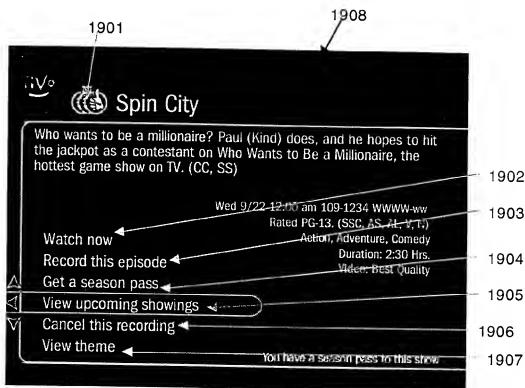 1901
1908
TiVo
Spin City
Who wants to be a millionaire? Paul (Kind) does, and he hopes to hit
the jackpot as a contestant on Who Wants to Be a Millionaire, the
hottest game show on TV. (CC, SS)
1902
Wed 9/22 12:00 am 109-1234 WWWW-ww
1903
Rated PG-13. (SSC, AS, AL, V, T.)
Watch now
Action, Adventure, Comedy
Record this episode
Duration: 2:30 Hrs.
1904
Video: Best Quality
Get a season pass
1905
View upcoming showings
Cancel this recording
1906
View theme
You have a season pass to this show
1907